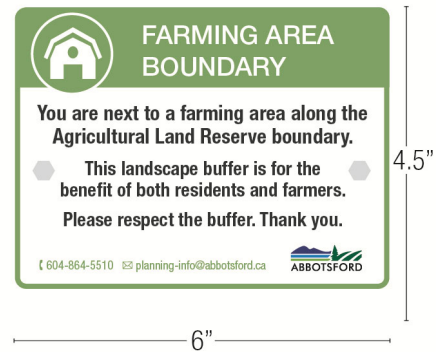 FARMING AREA
BOUNDARY
You are next to a farming area along the
Agricultural Land Reserve boundary.
This landscape buffer is for the
benefit of both residents and farmers.
Please respect the buffer. Thank you.
604-864-5510 planning-info@abbotsford.ca
ABBOTSFORD
4.5”
6”